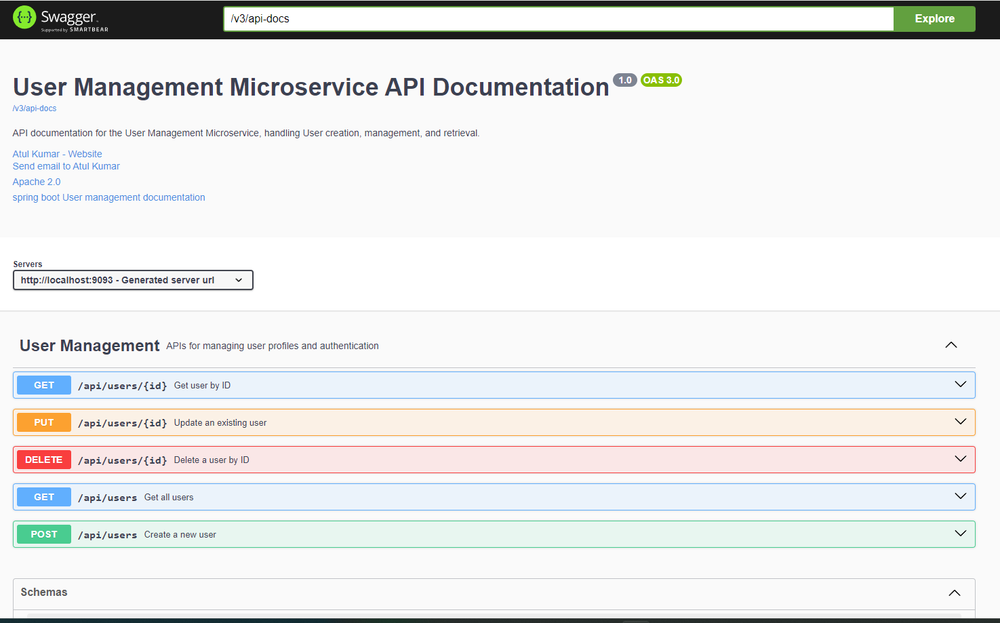 Swagger
Supported by SMARTBEAR
/v3/api-docs
Explore
User Management Microservice API Documentation 1.0 OAS 3.0
/v3/api-docs
API documentation for the User Management Microservice, handling User creation, management, and retrieval.
Atul Kumar - Website
Send email to Atul Kumar
Apache 2.0
spring boot User management documentation
Servers
http://localhost:9093 - Generated server url
User Management APIs for managing user profiles and authentication
GET /api/users/{id} Get user by ID
PUT /api/users/{id} Update an existing user
DELETE /api/users/{id} Delete a user by ID
GET /api/users Get all users
POST /api/users Create a new user
Schemas